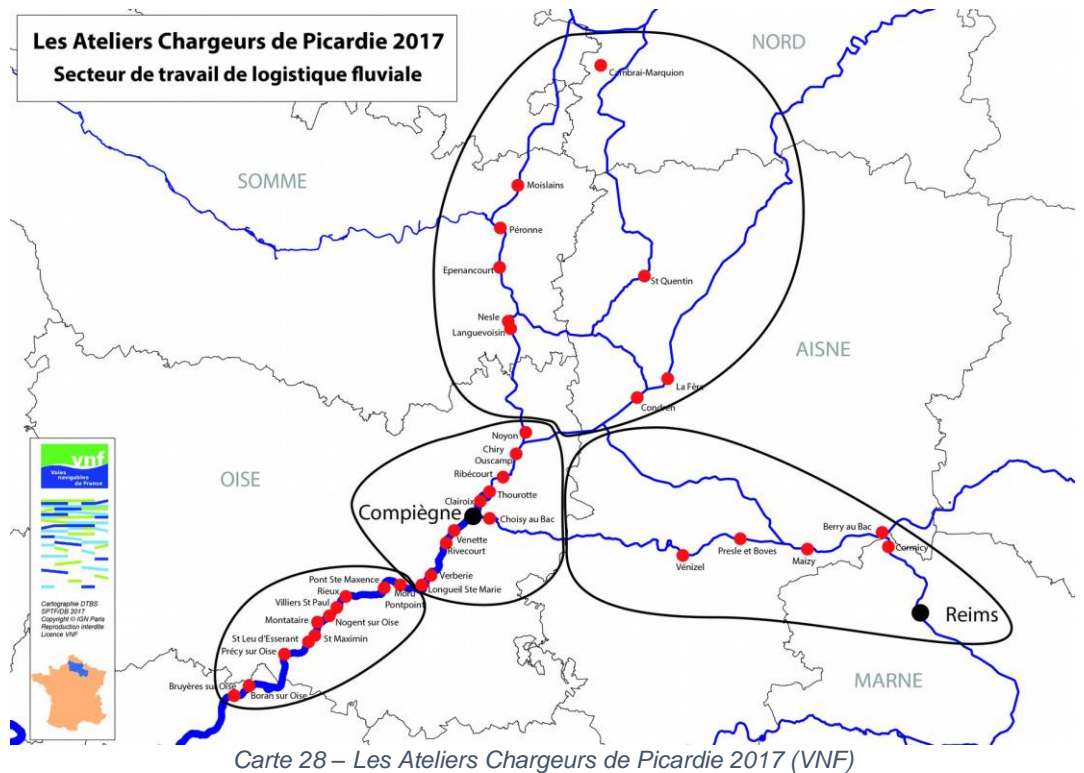 Les Ateliers Chargeurs de Picardie 2017
Secteur de travail de logistique fluviale
NORD
Cambrai-Marquion
SOMME
Moislains
Péronne
Epenancourt
St Quentin
Nesle
Languevoisin
AISNE
La Fère
Condren
Noyon
Chiry
Ouscamp
Ribécourt
OISE
Thourotte
Clairoix
Compiègne
Choisy au Bac
Venette
Rivecourt
Berry au Bac
Cormicy
Presle et Boves
Maizy
Vénizel
Verberie
Longueil Ste Marie
Pont Ste Maxence
Moru
Pontpoint
Rieux
Villiers St Paul
Nogent sur Oise
Montataire
St Maximin
St Leu d'Esserant
Précy sur Oise
Bruyères sur Oise
Boran sur Oise
Reims
MARNE
vnf
Voies
navigables
de France
Cartographie DTBS
SPTF/DB 2017
Copyright © IGN Paris
Reproduction interdite
Licence VNF
Carte 28 – Les Ateliers Chargeurs de Picardie 2017 (VNF)